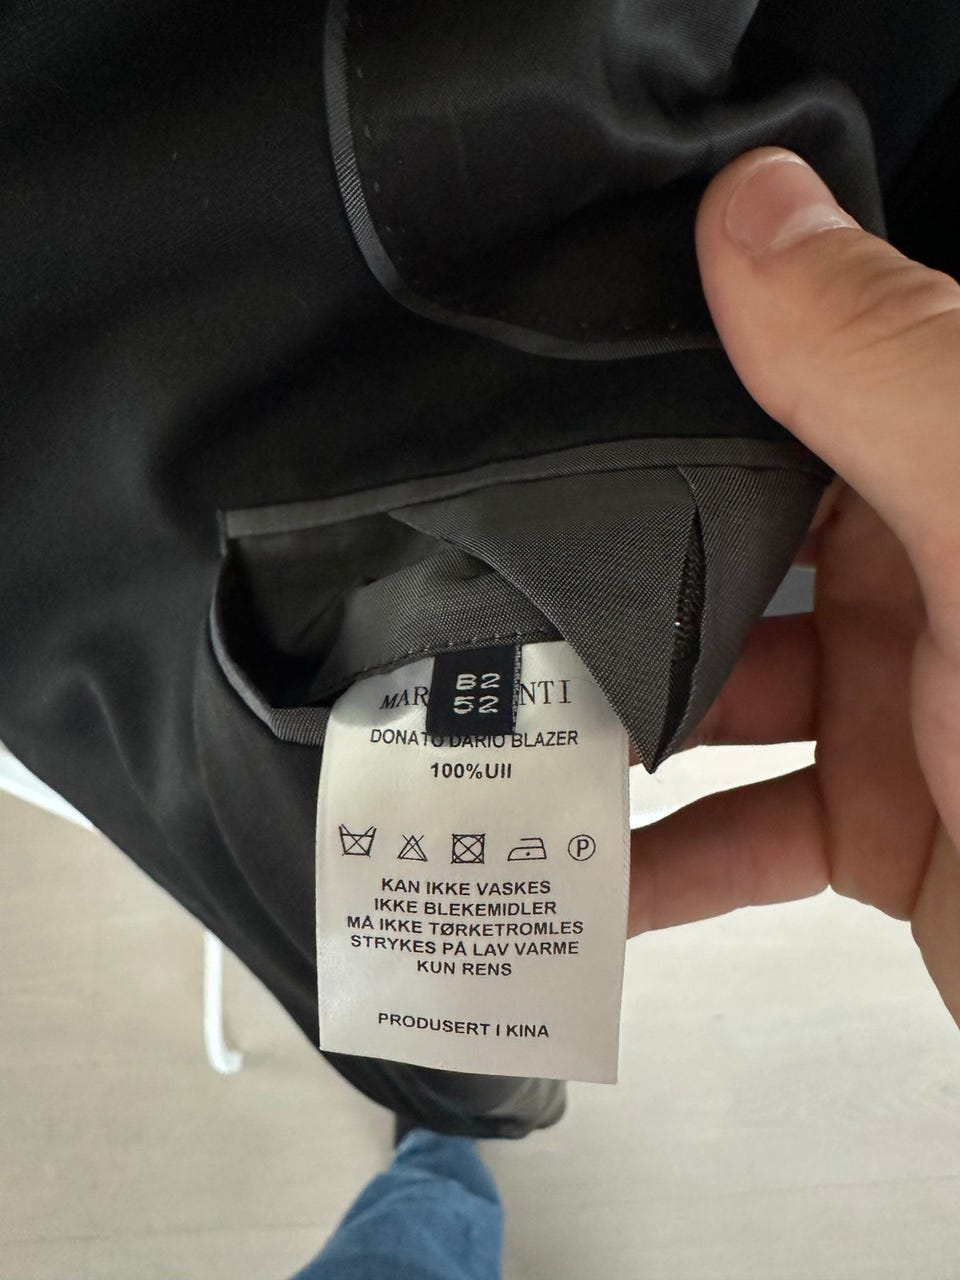 B2
52
DONATO DARIO BLAZER
100%Ull
P
KAN IKKE VASKES
IKKE BLEKEMIDLER
MÅ IKKE TØRKETROMLES
STRYKES PÅ LAV VARME
KUN RENS
PRODUSERT I KINA